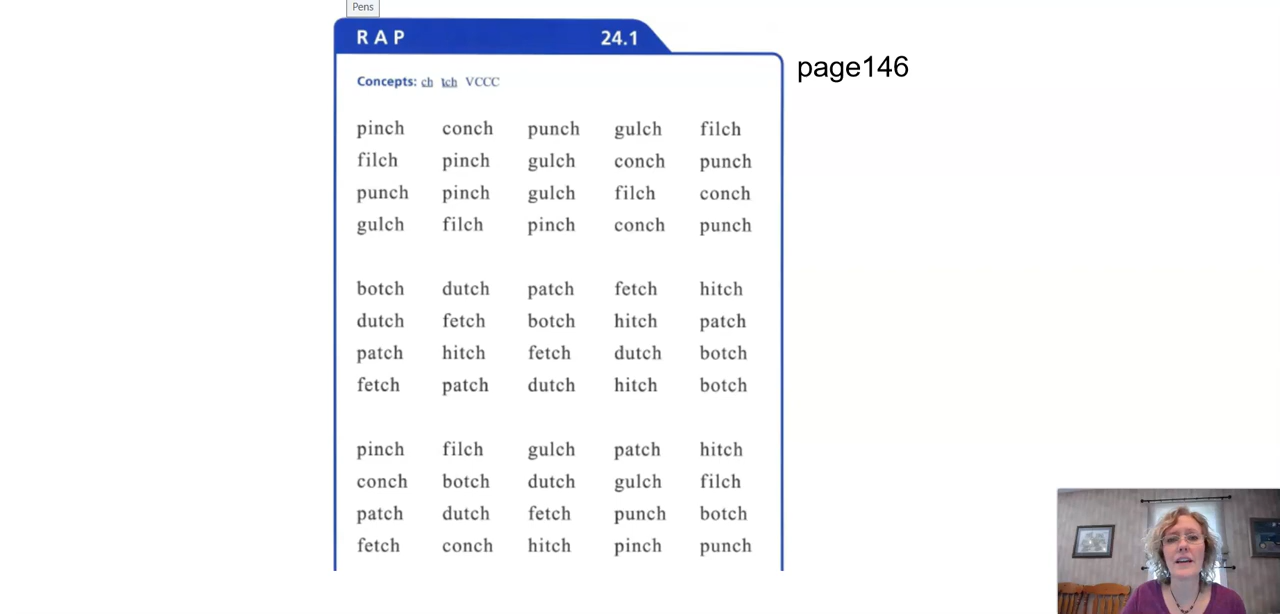 Pens
RAP 24.1
page146
Concepts: ch tch VCCC
pinch conch punch gulch filch
filch pinch gulch conch punch
punch pinch gulch filch conch
gulch filch pinch conch punch
botch dutch patch fetch hitch
dutch fetch botch hitch patch
patch hitch fetch dutch botch
fetch patch dutch hitch botch
pinch filch gulch patch hitch
conch botch dutch gulch filch
patch dutch fetch punch botch
fetch conch hitch pinch punch